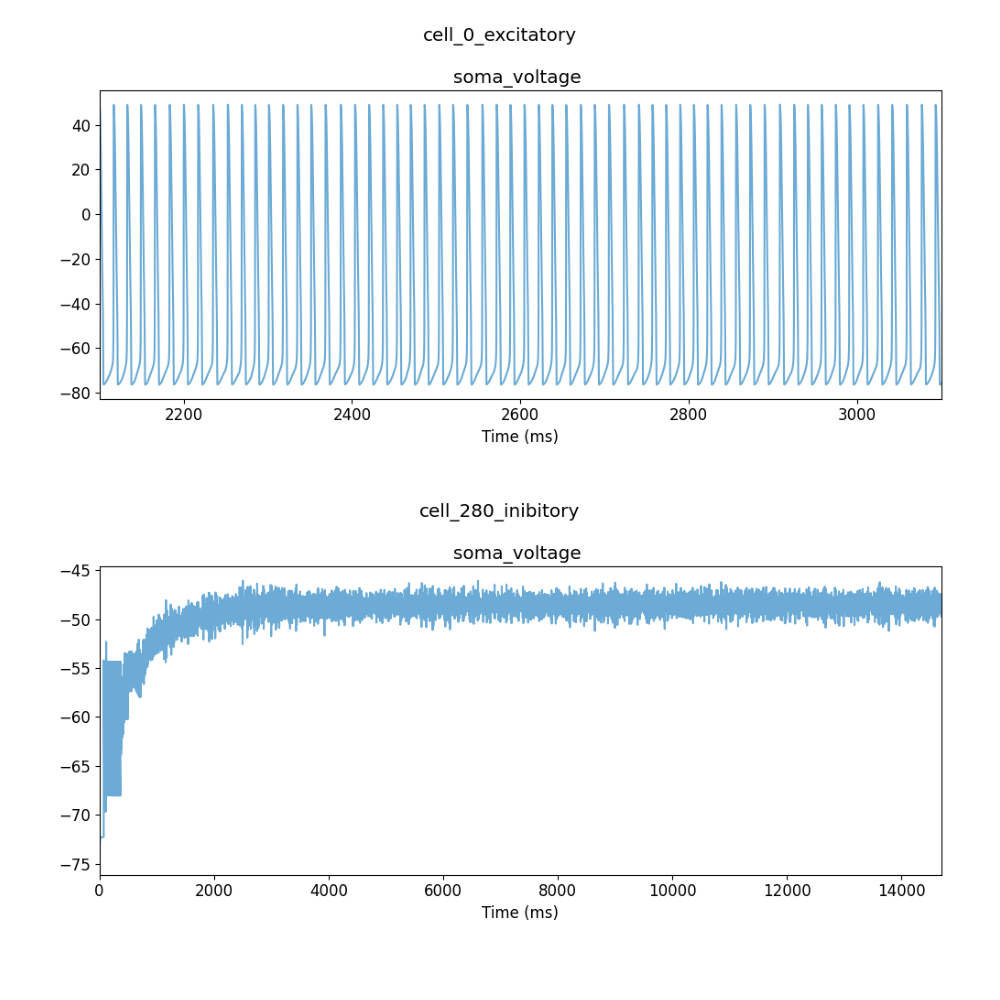 cell_0_excitatory
soma_voltage
40
20
0
−20
−40
−60
−80
2200 2400 2600 2800 3000
Time (ms)
cell_280_inibitory
soma_voltage
−45
−50
−55
−60
−65
−70
−75
0 2000 4000 6000 8000 10000 12000 14000
Time (ms)